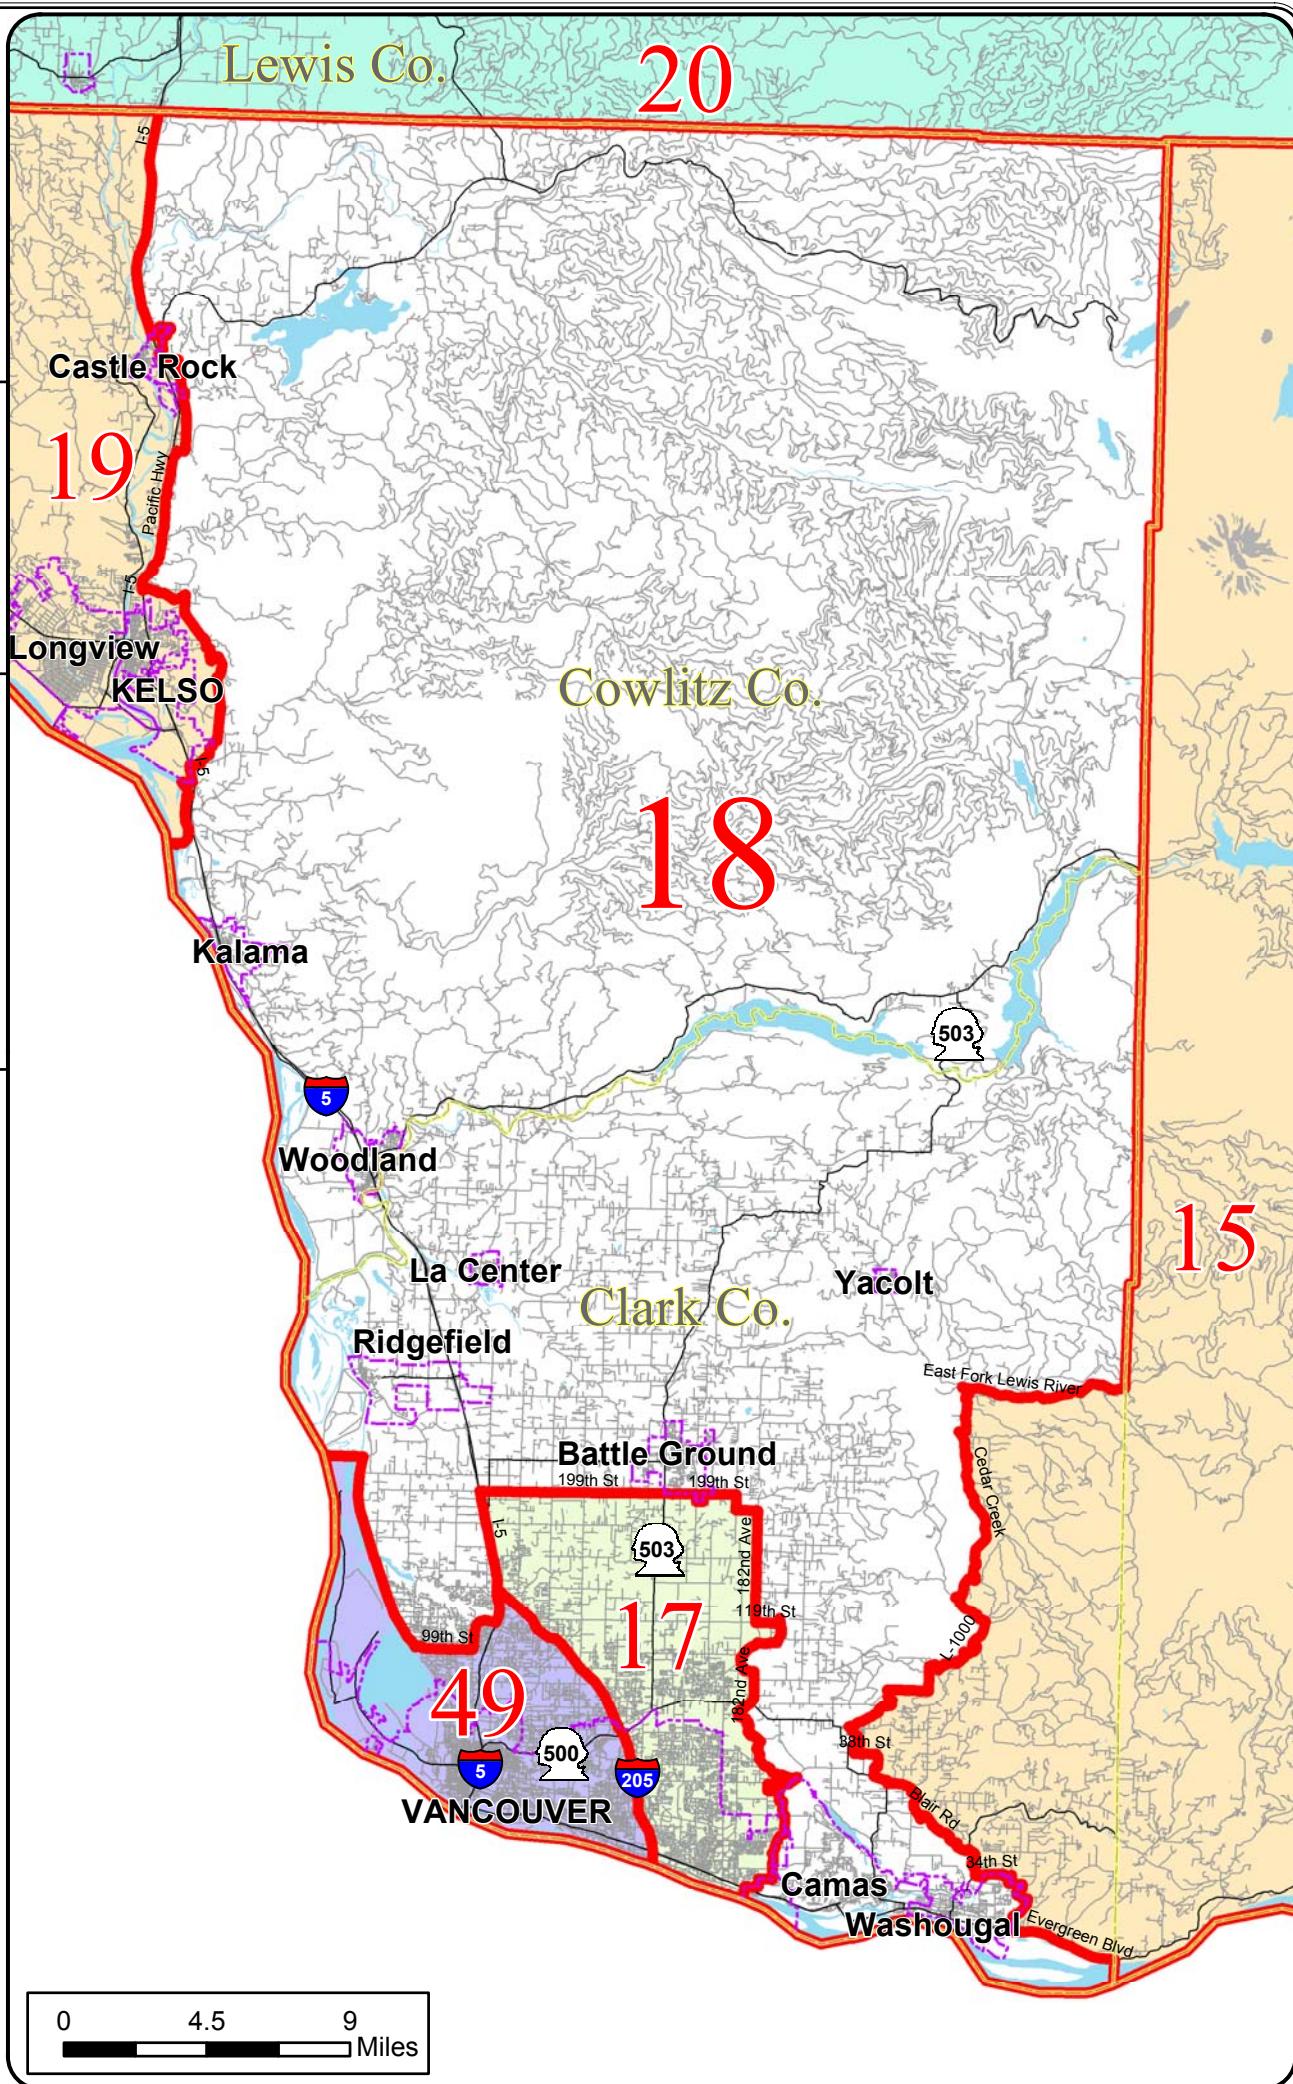 Lewis Co.
20
I-5
Castle Rock
19
Pacific Hwy
I-5
Longview
KELSO
Cowlitz Co.
I-5
18
Kalama
503
5
Woodland
15
La Center
Yacolt
Clark Co.
Ridgefield
East Fork Lewis River
Battle Ground
199th St
199th St
Cedar Creek
I-5
503
182nd Ave
17
119th St
99th St
L-1000
182nd Ave
49
38th St
500
5
205
VANCOUVER
Blair Rd
34th St
Camas
Washougal
Evergreen Blvd
0 4.5 9
Miles